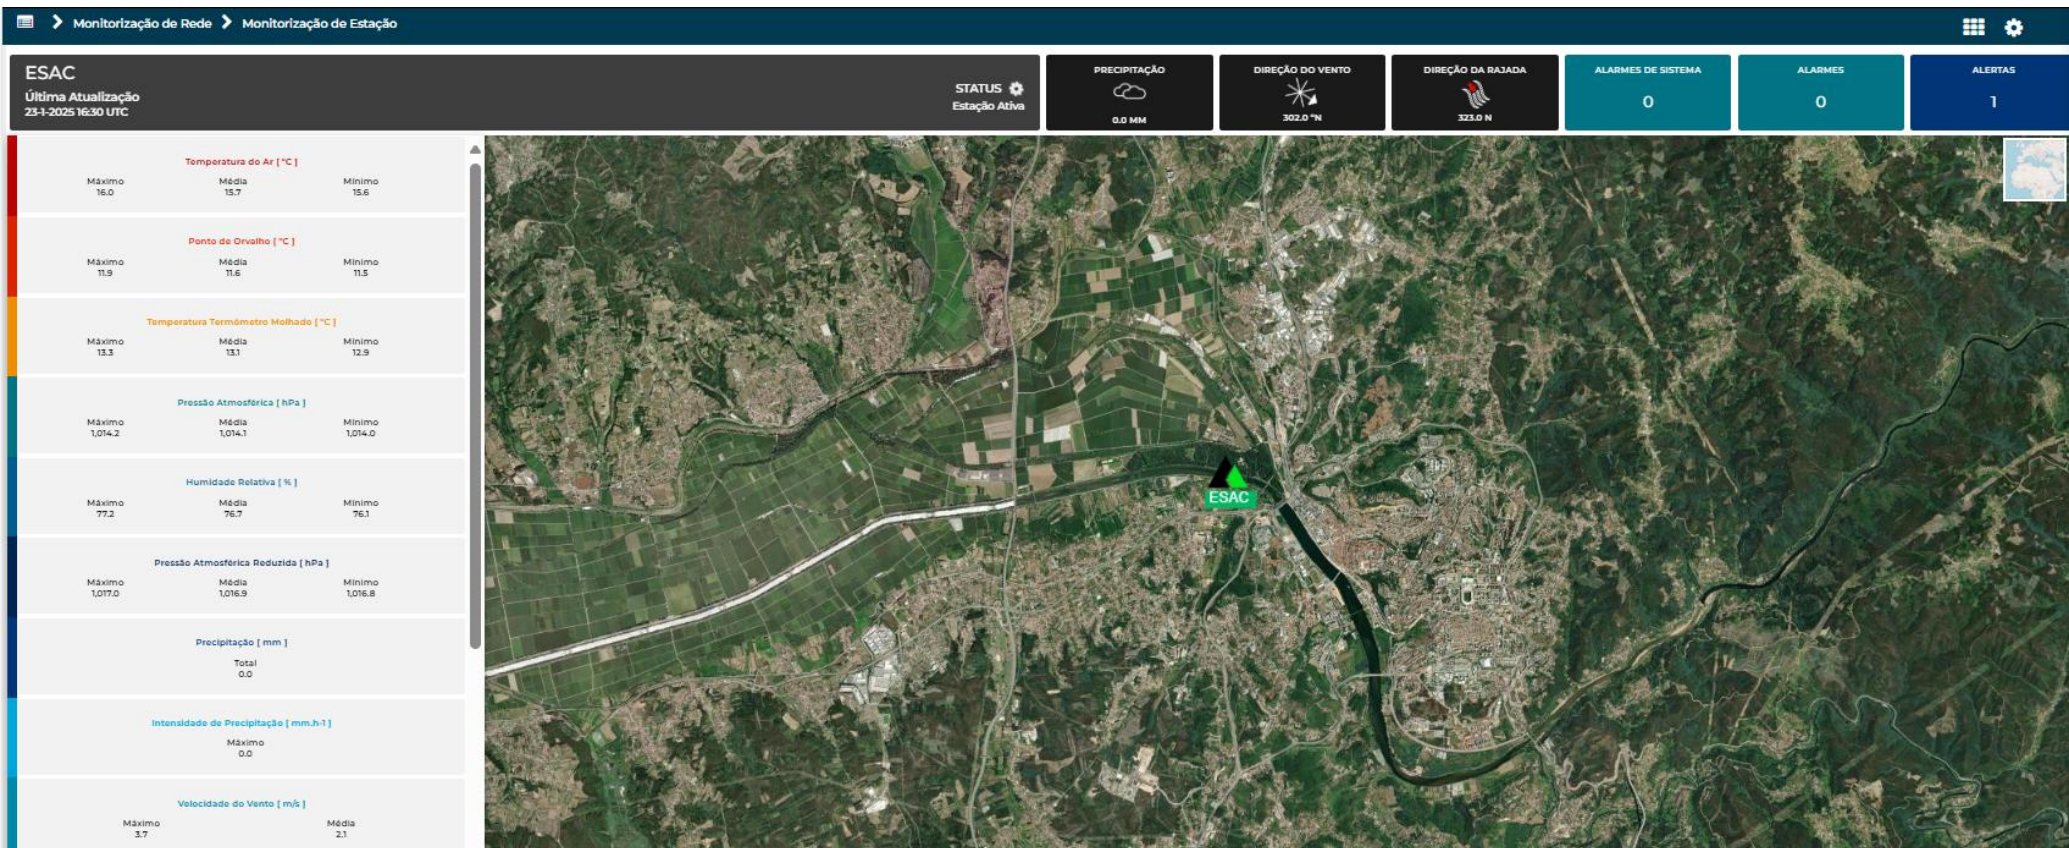 Monitorização de Rede Monitorização de Estação
ESAC
Última Atualização
23-1-2025 16:30 UTC
STATUS
Estação Ativa
PRECIPITAÇÃO
0.0 MM
DIREÇÃO DO VENTO
302.0 °N
DIREÇÃO DA RAJADA
323.0 N
ALARMES DE SISTEMA
0
ALARMES
0
ALERTAS
1
Temperatura do Ar [ °C ]
Máximo Média Mínimo
16.0 15.7 15.6
Ponto de Orvalho [ °C ]
Máximo Média Mínimo
11.9 11.6 11.5
Temperatura Termómetro Molhado [ °C ]
Máximo Média Mínimo
13.3 13.1 12.9
Pressão Atmosférica [ hPa ]
Máximo Média Mínimo
1,014.2 1,014.1 1,014.0
Humidade Relativa [ % ]
Máximo Média Mínimo
77.2 76.7 76.1
Pressão Atmosférica Reduzida [ hPa ]
Máximo Média Mínimo
1,017.0 1,016.9 1,016.8
Precipitação [ mm ]
Total
0.0
Intensidade de Precipitação [ mm.h-1 ]
Máximo
0.0
Velocidade do Vento [ m/s ]
Máximo Média
3.7 2.1
ESAC